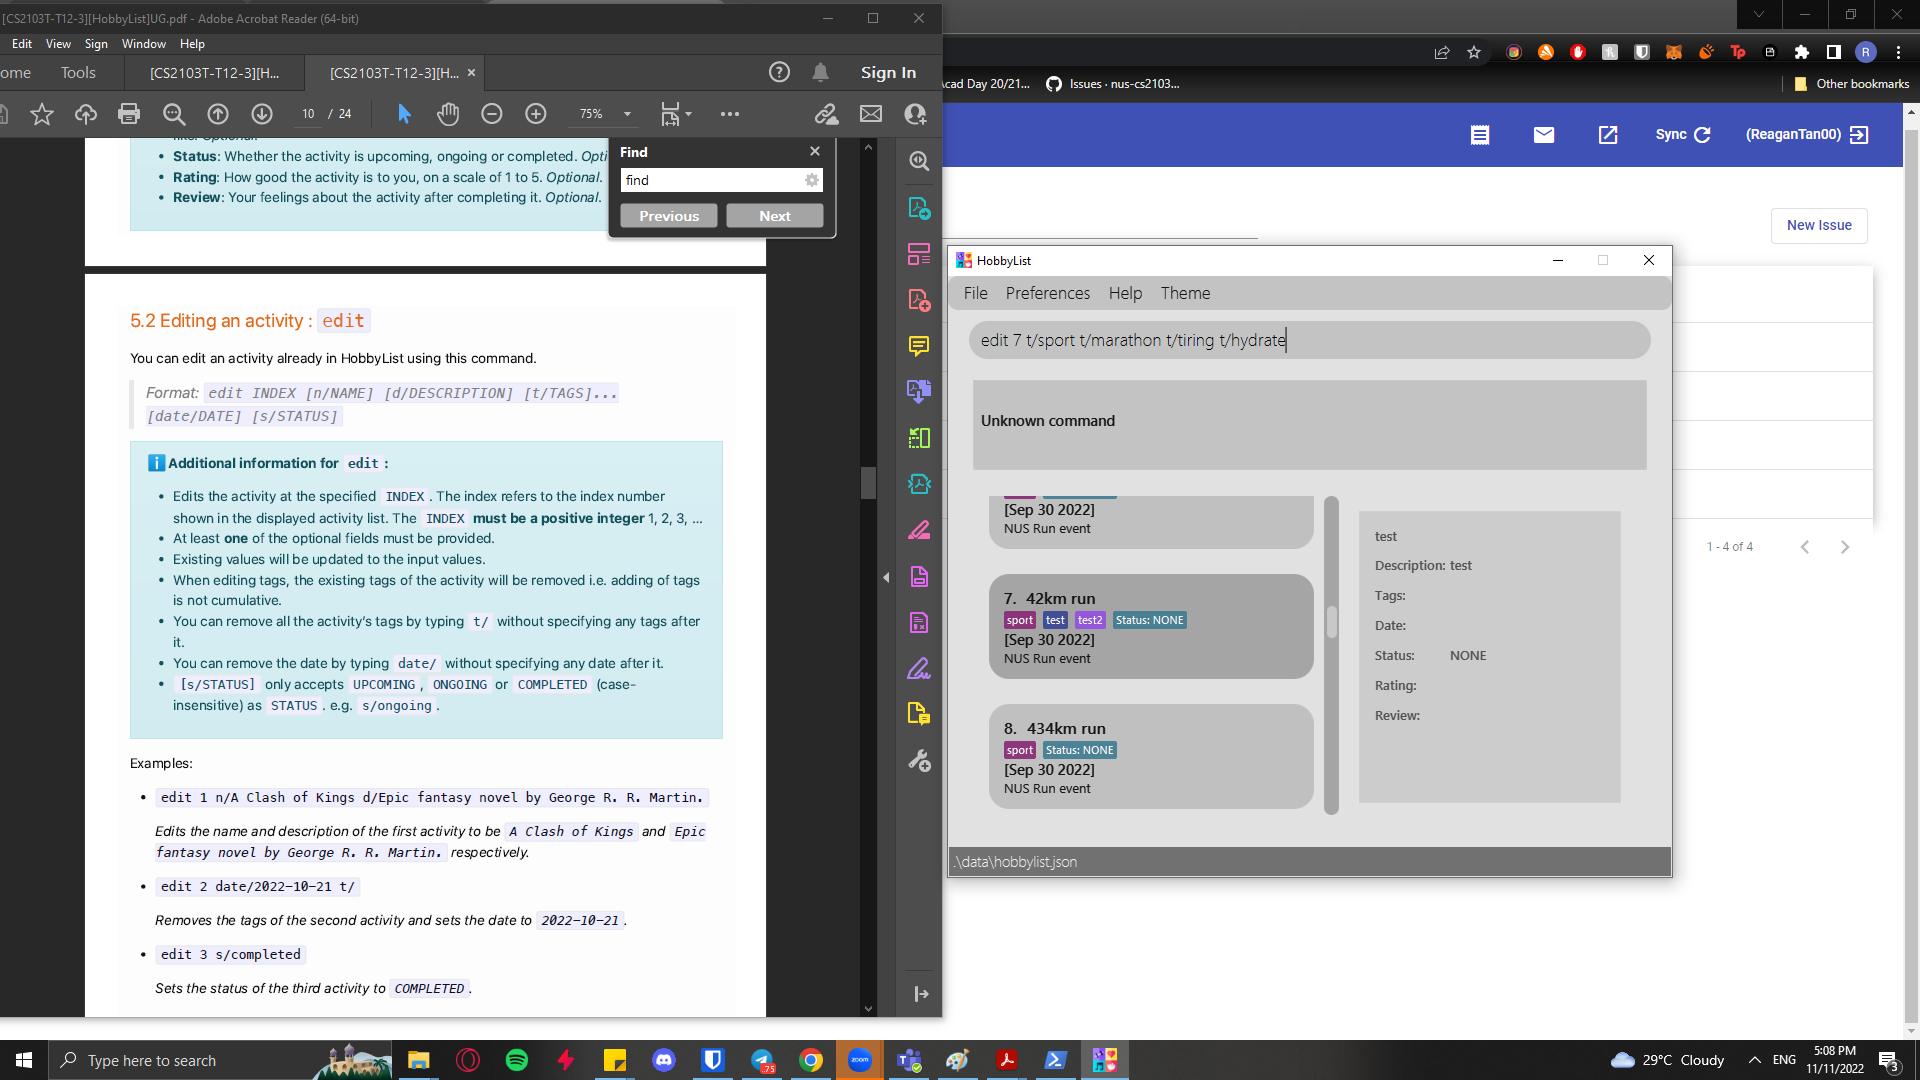 [CS2103T-T12-3][HobbyList]UG.pdf - Adobe Acrobat Reader (64-bit)
Edit View Sign Window Help
ome Tools [CS2103T-T12-3][H... [CS2103T-T12-3][H... × Sign In
10 / 24 75%
Status: Whether the activity is upcoming, ongoing or completed. Opti
Rating: How good the activity is to you, on a scale of 1 to 5. Optional.
Review: Your feelings about the activity after completing it. Optional.
Find
find
Previous Next
5.2 Editing an activity : edit
You can edit an activity already in HobbyList using this command.
Format: edit INDEX [n/NAME] [d/DESCRIPTION] [t/TAGS]...
[date/DATE] [s/STATUS]
Additional information for edit :
• Edits the activity at the specified INDEX . The index refers to the index number
shown in the displayed activity list. The INDEX must be a positive integer 1, 2, 3, …
• At least one of the optional fields must be provided.
• Existing values will be updated to the input values.
• When editing tags, the existing tags of the activity will be removed i.e. adding of tags
is not cumulative.
• You can remove all the activity's tags by typing t/ without specifying any tags after
it.
• You can remove the date by typing date/ without specifying any date after it.
• [s/STATUS] only accepts UPCOMING , ONGOING or COMPLETED (case-
insensitive) as STATUS . e.g. s/ongoing .
Examples:
• edit 1 n/A Clash of Kings d/Epic fantasy novel by George R. R. Martin.
Edits the name and description of the first activity to be A Clash of Kings and Epic
fantasy novel by George R. R. Martin. respectively.
• edit 2 date/2022-10-21 t/
Removes the tags of the second activity and sets the date to 2022-10-21 .
• edit 3 s/completed
Sets the status of the third activity to COMPLETED .
cad Day 20/21... Issues · nus-cs2103... Other bookmarks
Sync (ReaganTan00)
New Issue
1 - 4 of 4
HobbyList
File Preferences Help Theme
edit 7 t/sport t/marathon t/tiring t/hydrate
Unknown command
[Sep 30 2022]
NUS Run event
7. 42km run
sport test test2 Status: NONE
[Sep 30 2022]
NUS Run event
8. 434km run
sport Status: NONE
[Sep 30 2022]
NUS Run event
test
Description: test
Tags:
Date:
Status: NONE
Rating:
Review:
.\data\hobbylist.json
Type here to search
.75
zoom
29°C Cloudy
ENG
5:08 PM
11/11/2022
3